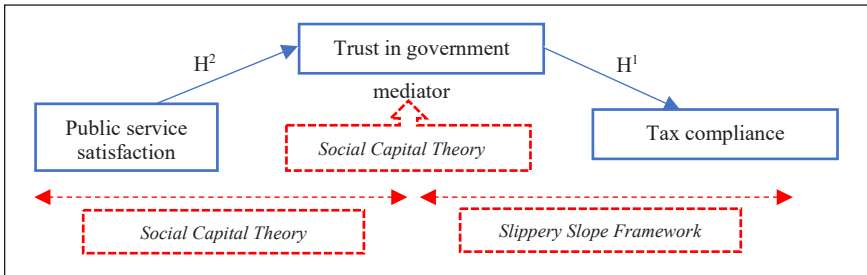 Trust in government
H²
H¹
mediator
Public service
satisfaction
Tax compliance
Social Capital Theory
Social Capital Theory
Slippery Slope Framework